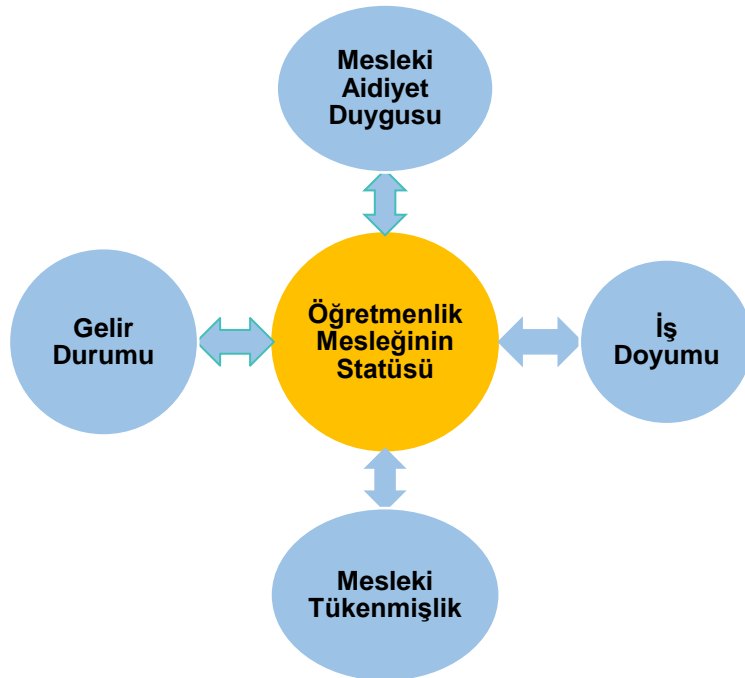 Mesleki
Aidiyet
Duygusu
Gelir
Durumu
Öğretmenlik
Mesleğinin
Statüsü
İş
Doyumu
Mesleki
Tükenmişlik